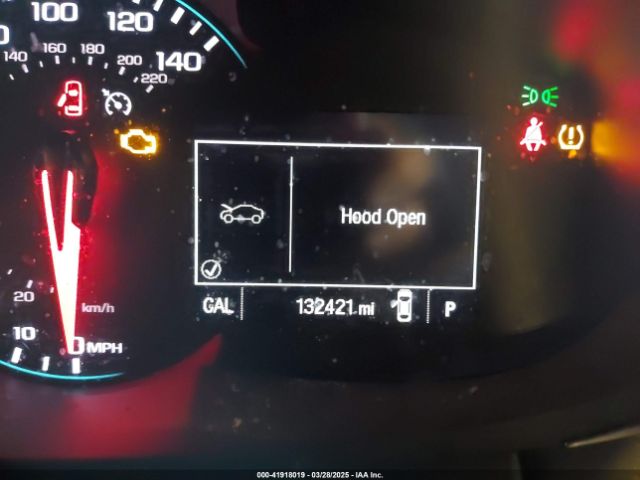 100 120 140
140 160 180 200 220
Hood Open
20 km/h
10 0 MPH
GAL 132421 mi P
000-41918019 - 03/28/2025 - IAA Inc.